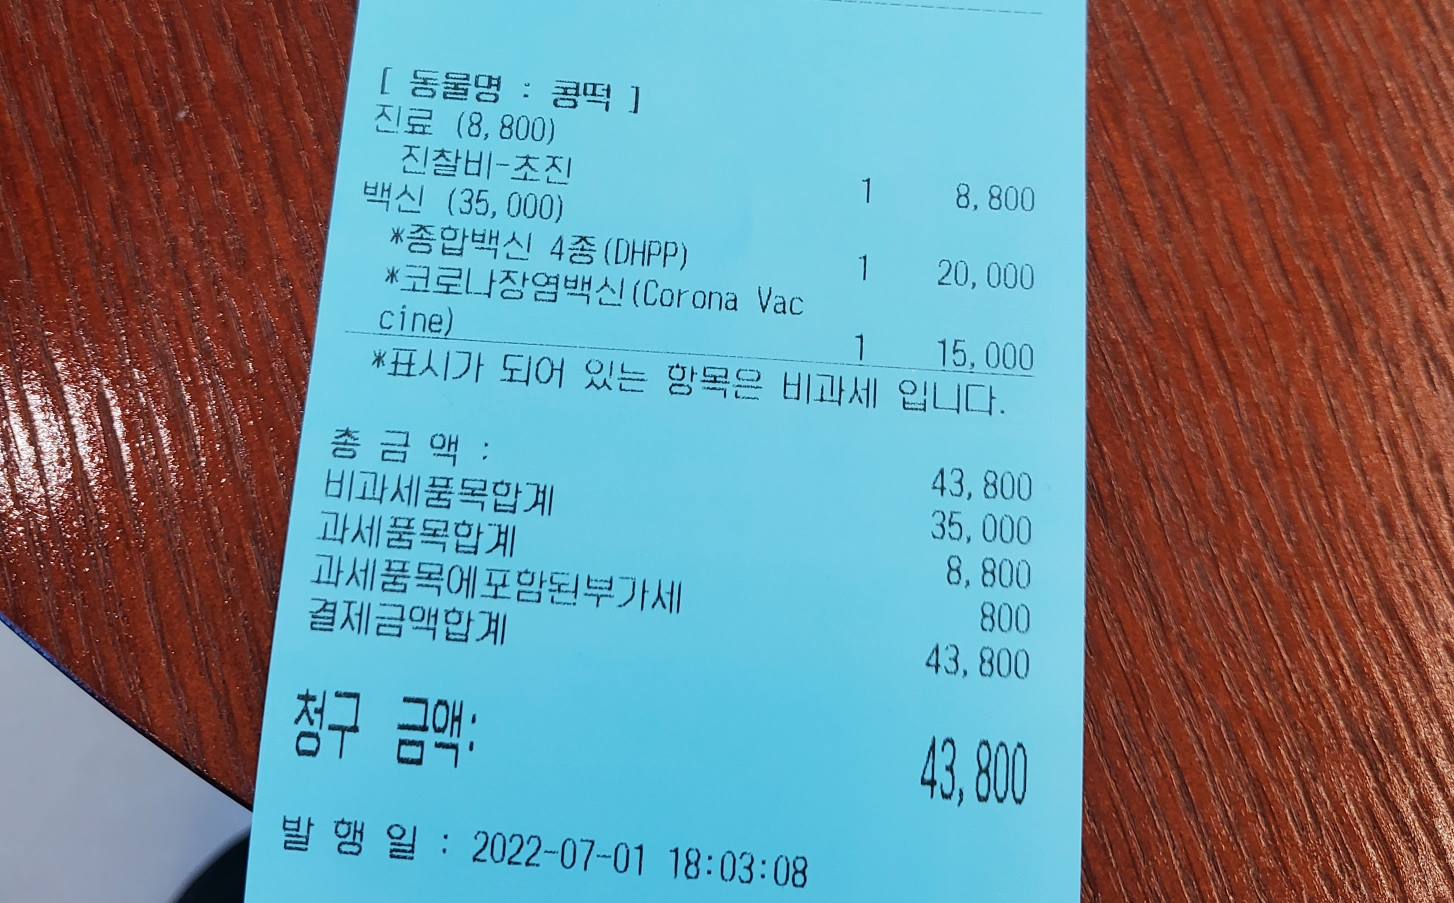 [ 동물명 : 콩떡 ]
진료 (8,800)
진찰비-초진 1 8,800
백신 (35,000)
*종합백신 4종(DHPP) 1 20,000
*코로나장염백신(Corona Vac
cine) 1 15,000
*표시가 되어 있는 항목은 비과세 입니다.
총 금 액 : 43,800
비과세품목합계 35,000
과세품목합계 8,800
과세품목에포함된부가세 800
결제금액합계 43,800
청구 금액: 43,800
발 행 일 : 2022-07-01 18:03:08